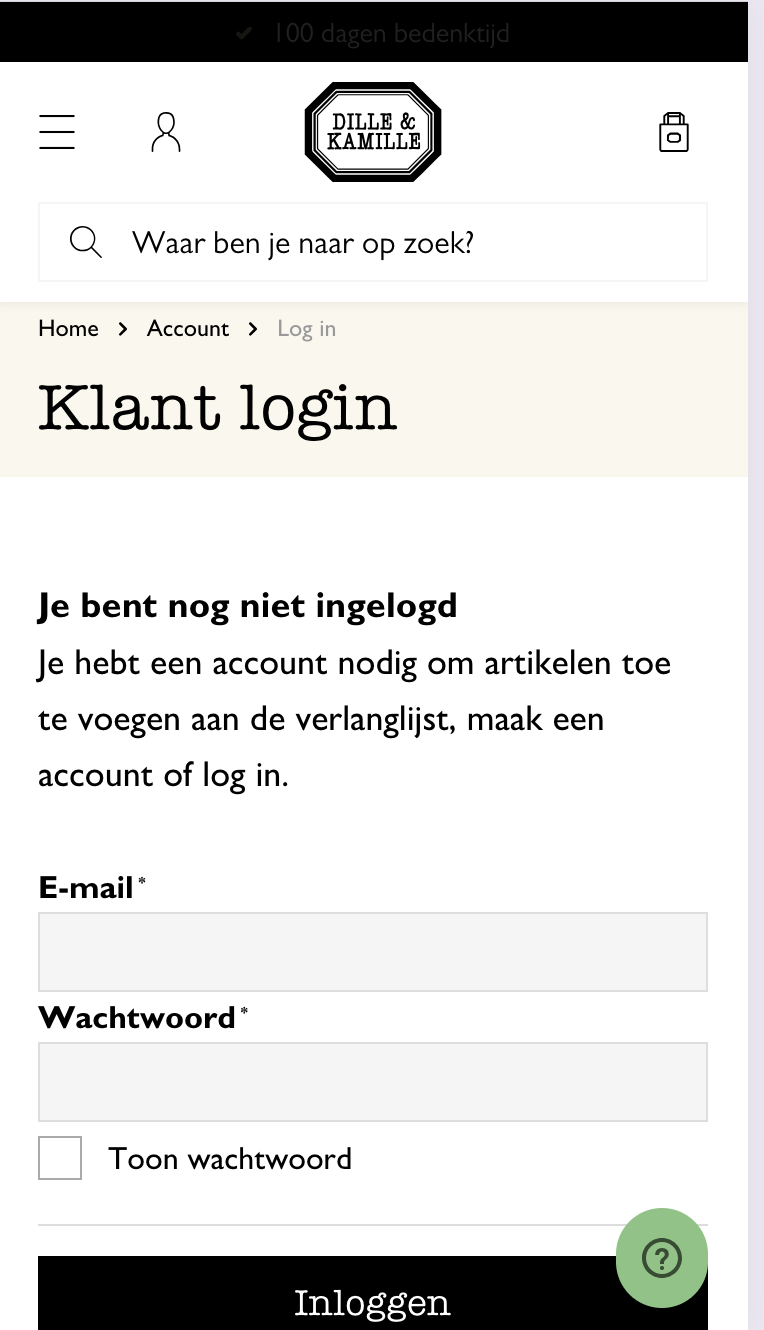 ✔ 100 dagen bedenktijd
DILLE &
KAMILLE
Waar ben je naar op zoek?
Home > Account > Log in
Klant login
Je bent nog niet ingelogd
Je hebt een account nodig om artikelen toe
te voegen aan de verlanglijst, maak een
account of log in.
E-mail*
Wachtwoord*
Toon wachtwoord
?
Inloggen